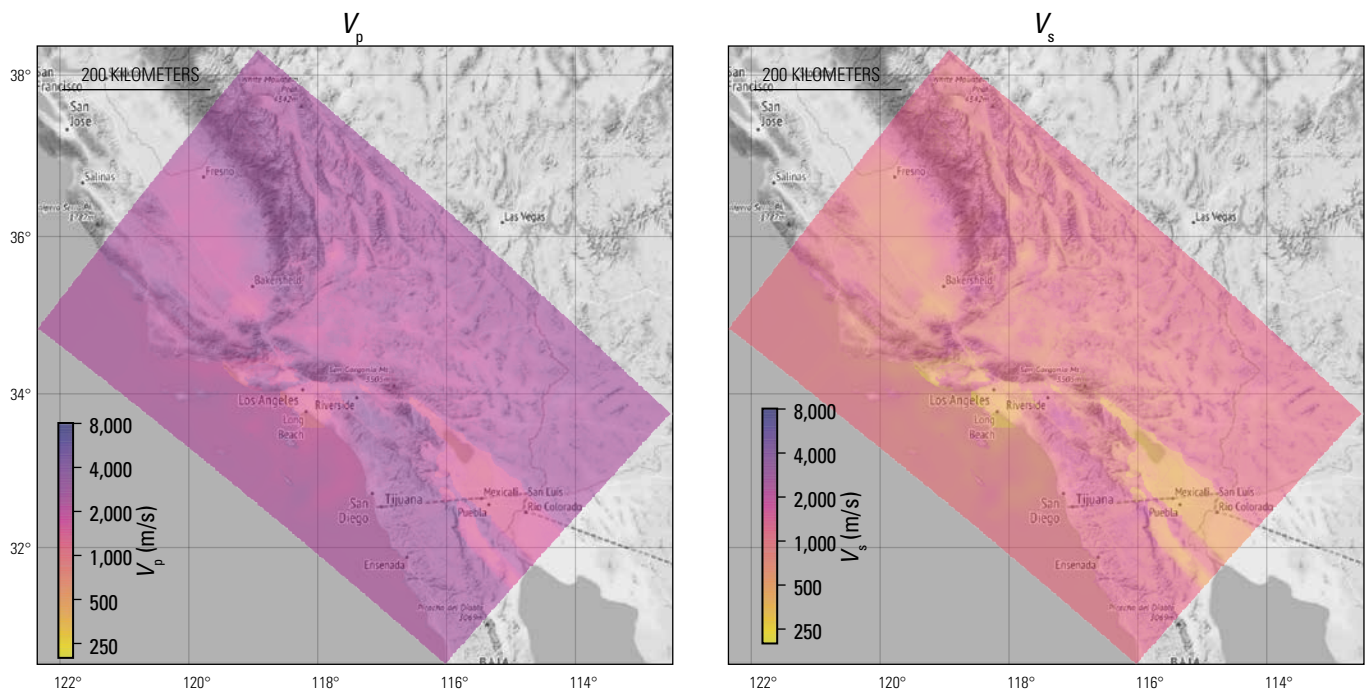 Vp
38°
36°
34°
32°
122°
120°
118°
116°
114°
200 KILOMETERS
San
Francisco
San
Jose
Salinas
Fresno
Las Vegas
Bakersfield
Los Angeles
Riverside
Long
Beach
San
Diego
Tijuana
Mexicali
San Luis
Rio Colorado
Puebla
Ensenada
BAJA
8,000
4,000
2,000
1,000
500
250
Vp (m/s)
Vs
122°
120°
118°
116°
114°
200 KILOMETERS
San
Francisco
San
Jose
Salinas
Fresno
Las Vegas
Bakersfield
Los Angeles
Riverside
Long
Beach
San
Diego
Tijuana
Mexicali
San Luis
Rio Colorado
Puebla
Ensenada
BAJA
8,000
4,000
2,000
1,000
500
250
Vs (m/s)